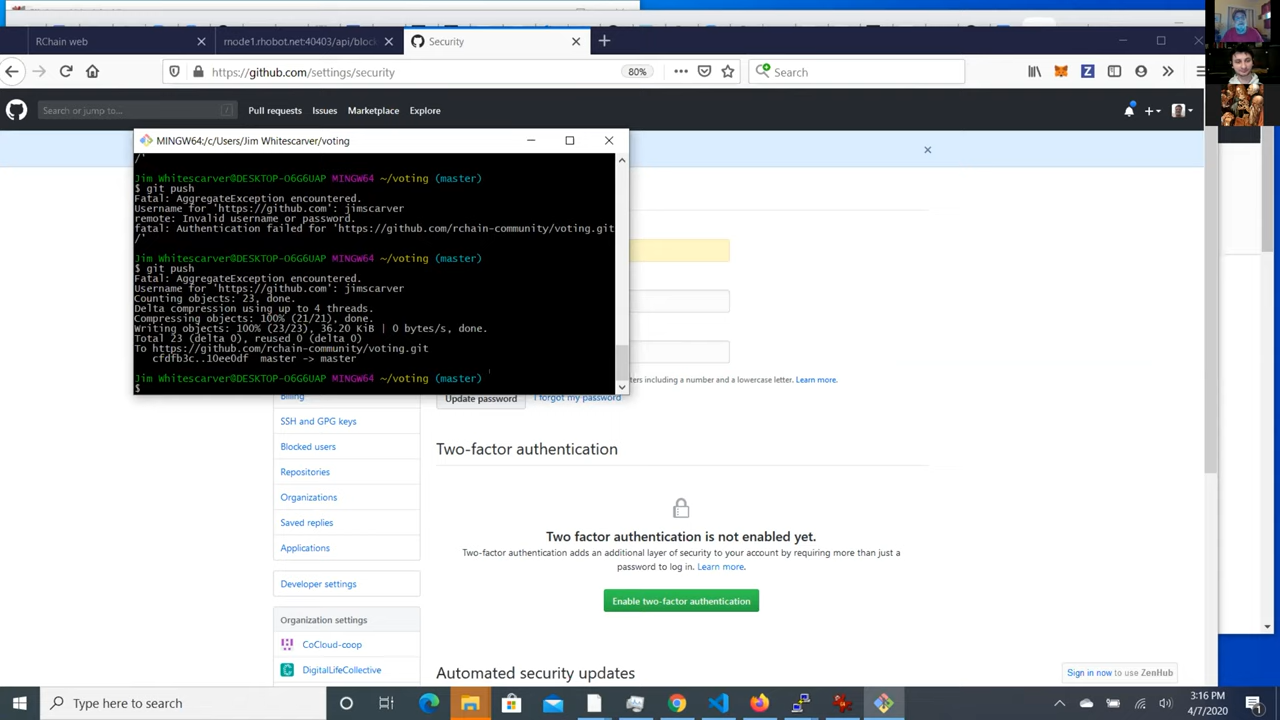 RChain web
rnode1.rhobot.net:40403/api/block
Security
https://github.com/settings/security
80%
Search
Search or jump to...
/
Pull requests
Issues
Marketplace
Explore
MINGW64:/c/Users/Jim Whitescarver/voting
/'
Jim Whitescarver@DESKTOP-O6G6UAP MINGW64 ~/voting (master)
$ git push
Fatal: AggregateException encountered.
Username for 'https://github.com': jimscarver
remote: Invalid username or password.
fatal: Authentication failed for 'https://github.com/rchain-community/voting.git
/'
Jim Whitescarver@DESKTOP-O6G6UAP MINGW64 ~/voting (master)
$ git push
Fatal: AggregateException encountered.
Username for 'https://github.com': jimscarver
Counting objects: 23, done.
Delta compression using up to 4 threads.
Compressing objects: 100% (21/21), done.
Writing objects: 100% (23/23), 36.20 KiB | 0 bytes/s, done.
Total 23 (delta 0), reused 0 (delta 0)
To https://github.com/rchain-community/voting.git
cfdfb3c..10ee0df master -> master
Jim Whitescarver@DESKTOP-O6G6UAP MINGW64 ~/voting (master)
$
ters including a number and a lowercase letter. Learn more.
Update password
I forgot my password
Billing
SSH and GPG keys
Blocked users
Repositories
Organizations
Saved replies
Applications
Developer settings
Organization settings
CoCloud-coop
DigitalLifeCollective
Two-factor authentication
Two factor authentication is not enabled yet.
Two-factor authentication adds an additional layer of security to your account by requiring more than just a
password to log in. Learn more.
Enable two-factor authentication
Automated security updates
Sign in now to use ZenHub
Type here to search
3:16 PM
4/7/2020
1